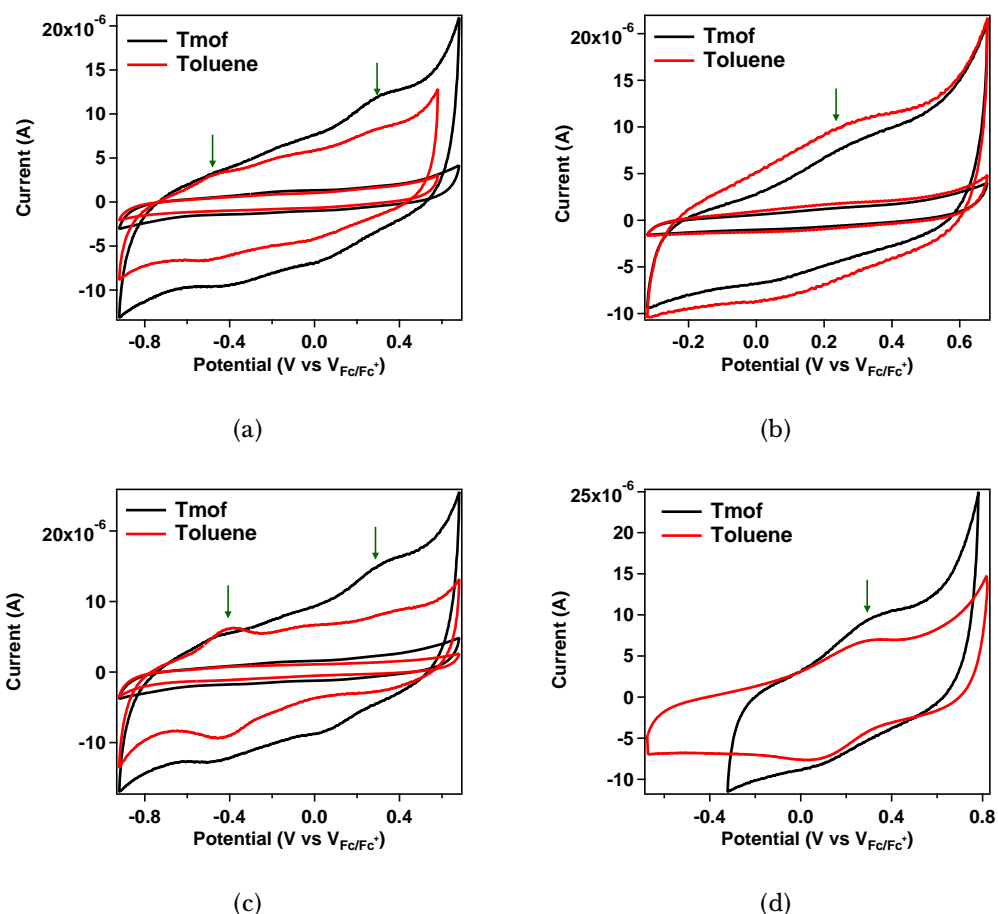 20x10⁻⁶
15
10
5
0
-5
-10
Current (A)
Tmof
Toluene
-0.8
-0.4
0.0
0.4
Potential (V vs V_Fc/Fc⁺)
(a)
20x10⁻⁶
15
10
5
0
-5
-10
Current (A)
Tmof
Toluene
-0.2
0.0
0.2
0.4
0.6
Potential (V vs V_Fc/Fc⁺)
(b)
20x10⁻⁶
10
0
-10
Current (A)
Tmof
Toluene
-0.8
-0.4
0.0
0.4
Potential (V vs V_Fc/Fc⁺)
(c)
25x10⁻⁶
20
15
10
5
0
-5
-10
Current (A)
Tmof
Toluene
-0.4
0.0
0.4
0.8
Potential (V vs V_Fc/Fc⁺)
(d)